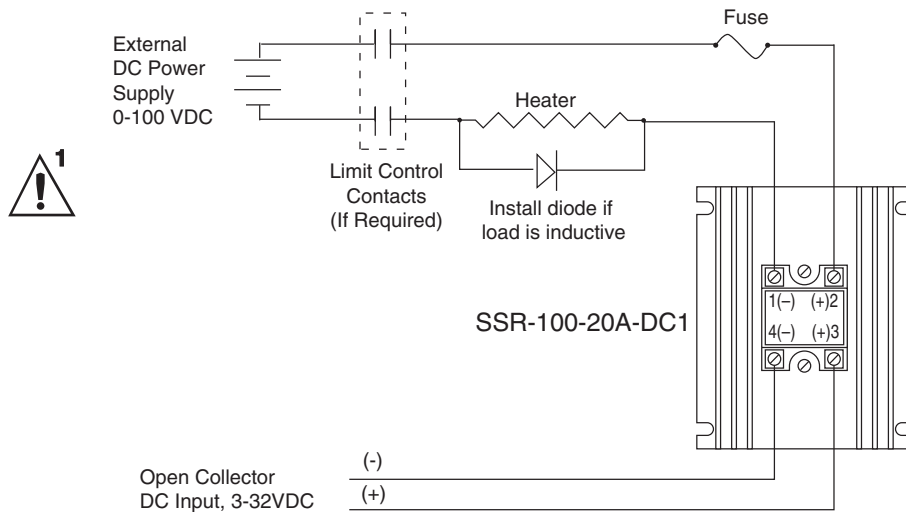 Fuse
External
DC Power
Supply
0-100 VDC
Heater
1
Limit Control
Contacts
(If Required)
Install diode if
load is inductive
1(–) (+)2
SSR-100-20A-DC1
4(–) (+)3
Open Collector
DC Input, 3-32VDC
(-)
(+)